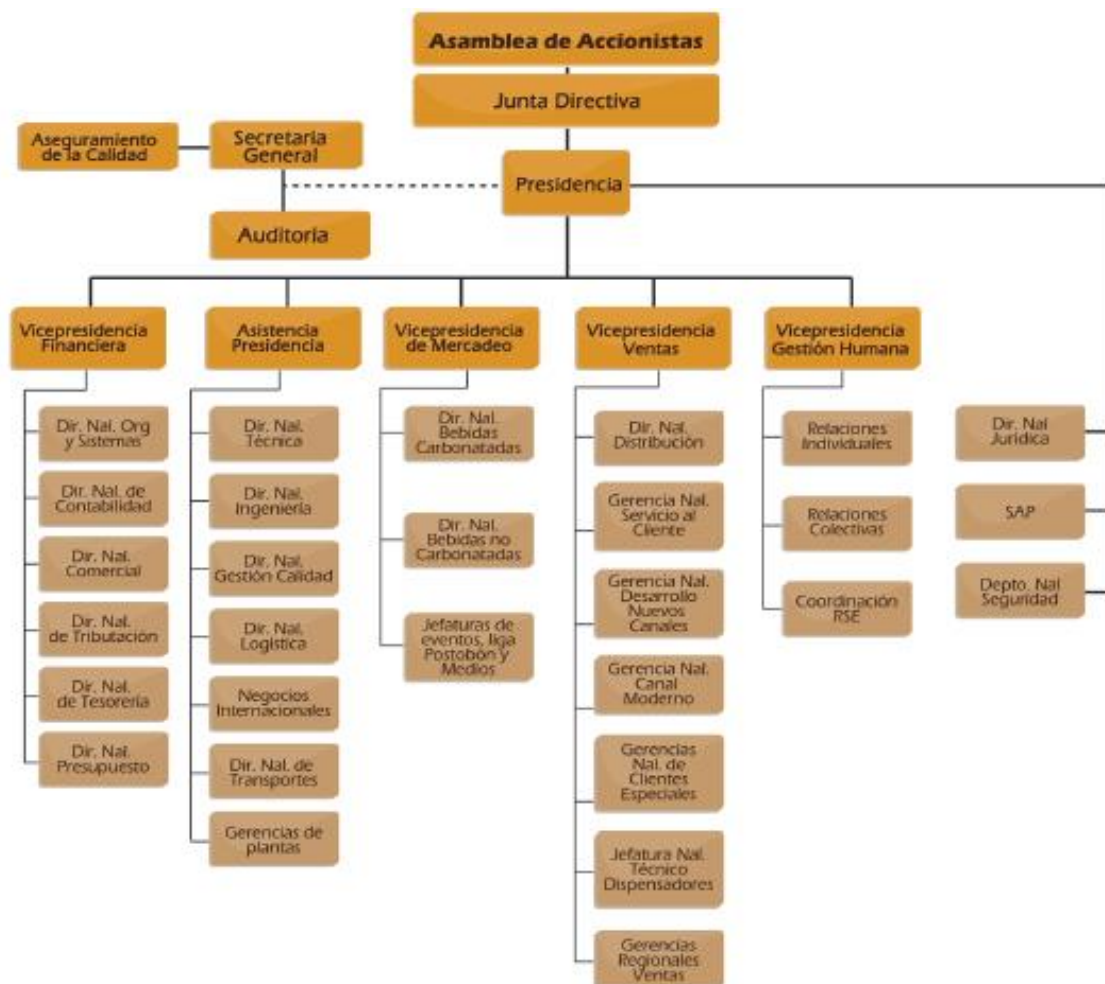 Asamblea de Accionistas
Junta Directiva
Aseguramiento
de la Calidad
Secretaria
General
Presidencia
Auditoria
Vicepresidencia
Financiera
Asistencia
Presidencia
Vicepresidencia
de Mercadeo
Vicepresidencia
Ventas
Vicepresidencia
Gestión Humana
Dir. Nal. Org
y Sistemas
Dir. Nal. de
Contabilidad
Dir. Nal.
Comercial
Dir. Nal.
de Tributación
Dir. Nal.
de Tesorería
Dir. Nal.
Presupuesto
Dir. Nal.
Técnica
Dir. Nal.
Ingeniería
Dir. Nal.
Gestión Calidad
Dir. Nal.
Logística
Negocios
Internacionales
Dir. Nal. de
Transportes
Gerencias de
plantas
Dir. Nal.
Bebidas
Carbonatadas
Dir. Nal.
Bebidas no
Carbonatadas
Jefaturas de
eventos, liga
Postobón y
Medios
Dir. Nal.
Distribución
Gerencia Nal.
Servicio al
Cliente
Gerencia Nal.
Desarrollo
Nuevos
Canales
Gerencia Nal.
Canal
Moderno
Gerencias
Nal. de
Clientes
Especiales
Jefatura Nal.
Técnico
Dispensadores
Gerencias
Regionales
Ventas
Relaciones
Individuales
Relaciones
Colectivas
Coordinación
RSE
Dir. Nal
Jurídica
SAP
Depto. Nal
Seguridad